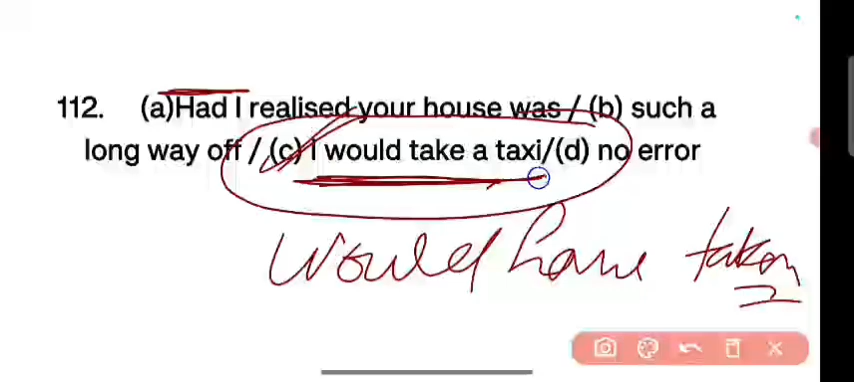 112. (a)Had I realised your house was / (b) such a
long way off / (c) I would take a taxi/(d) no error
would have taken